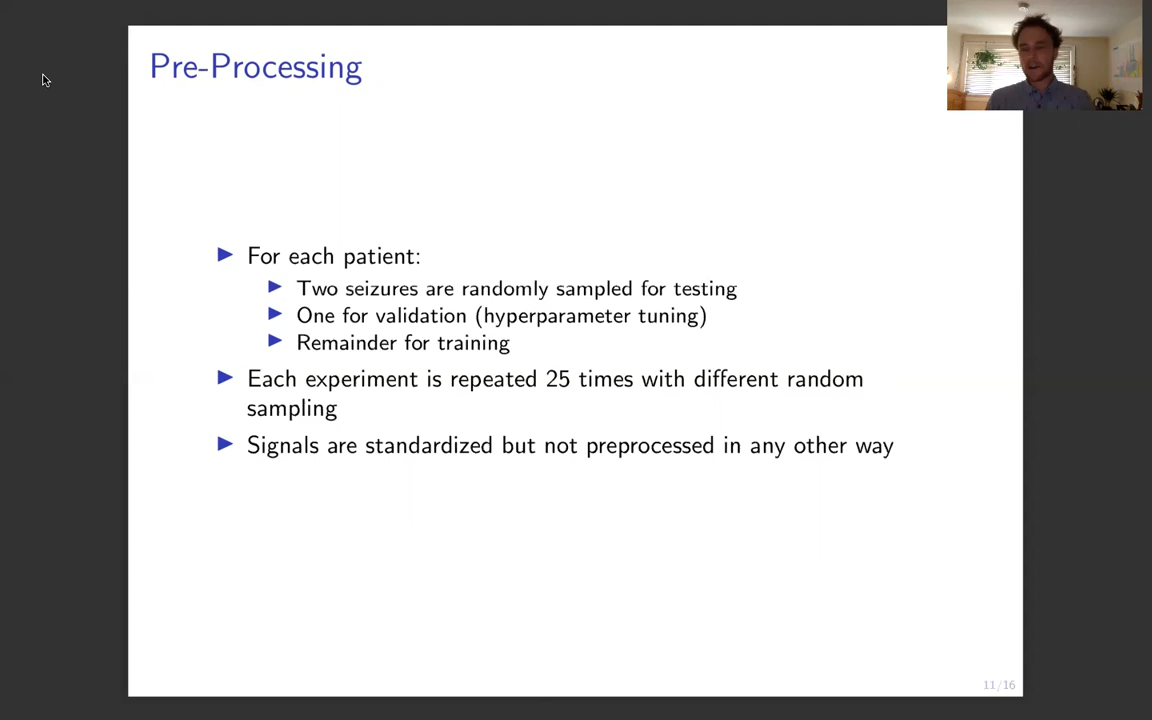 Pre-Processing
▶ For each patient:
▶ Two seizures are randomly sampled for testing
▶ One for validation (hyperparameter tuning)
▶ Remainder for training
▶ Each experiment is repeated 25 times with different random
sampling
▶ Signals are standardized but not preprocessed in any other way
11/16